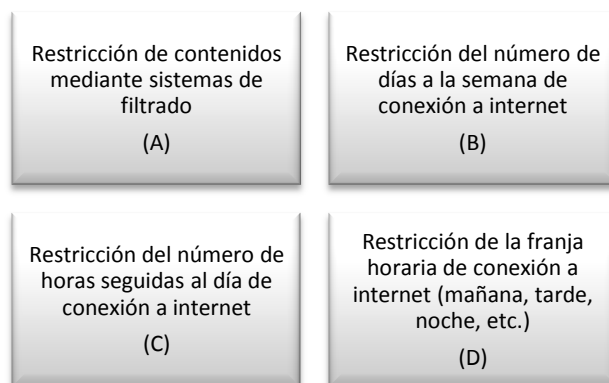 Restricción de contenidos
mediante sistemas de
filtrado
(A)
Restricción del número de
días a la semana de
conexión a internet
(B)
Restricción del número de
horas seguidas al día de
conexión a internet
(C)
Restricción de la franja
horaria de conexión a
internet (mañana, tarde,
noche, etc.)
(D)